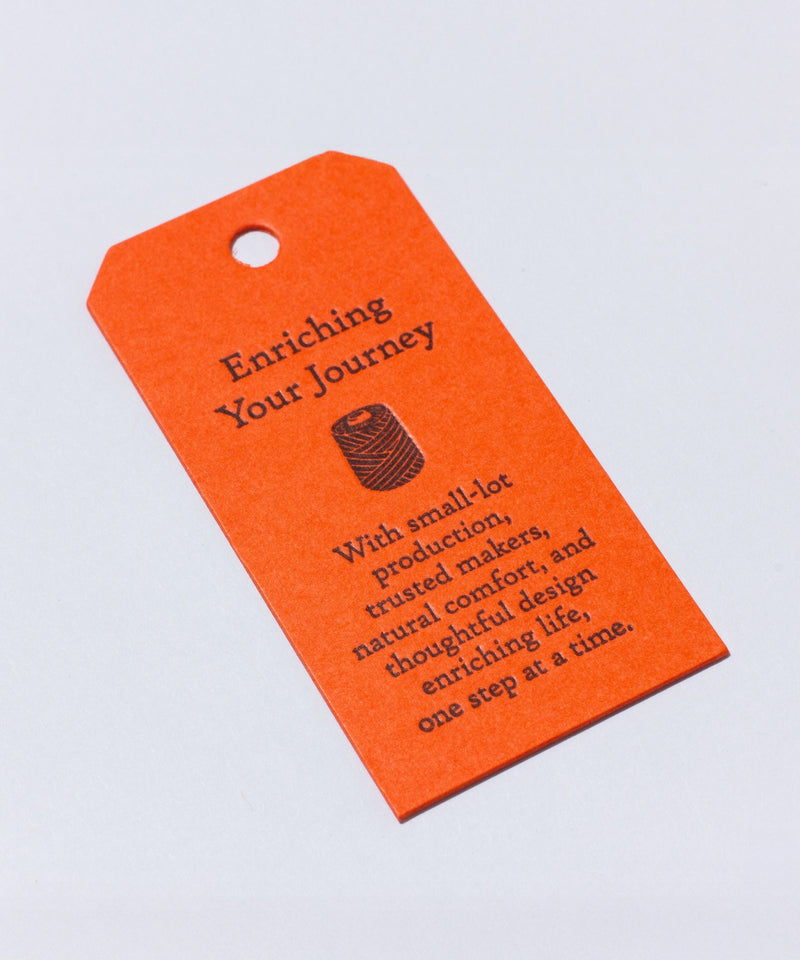 Enriching
Your Journey
With small-lot
production,
trusted makers,
natural comfort, and
thoughtful design
enriching life,
one step at a time.